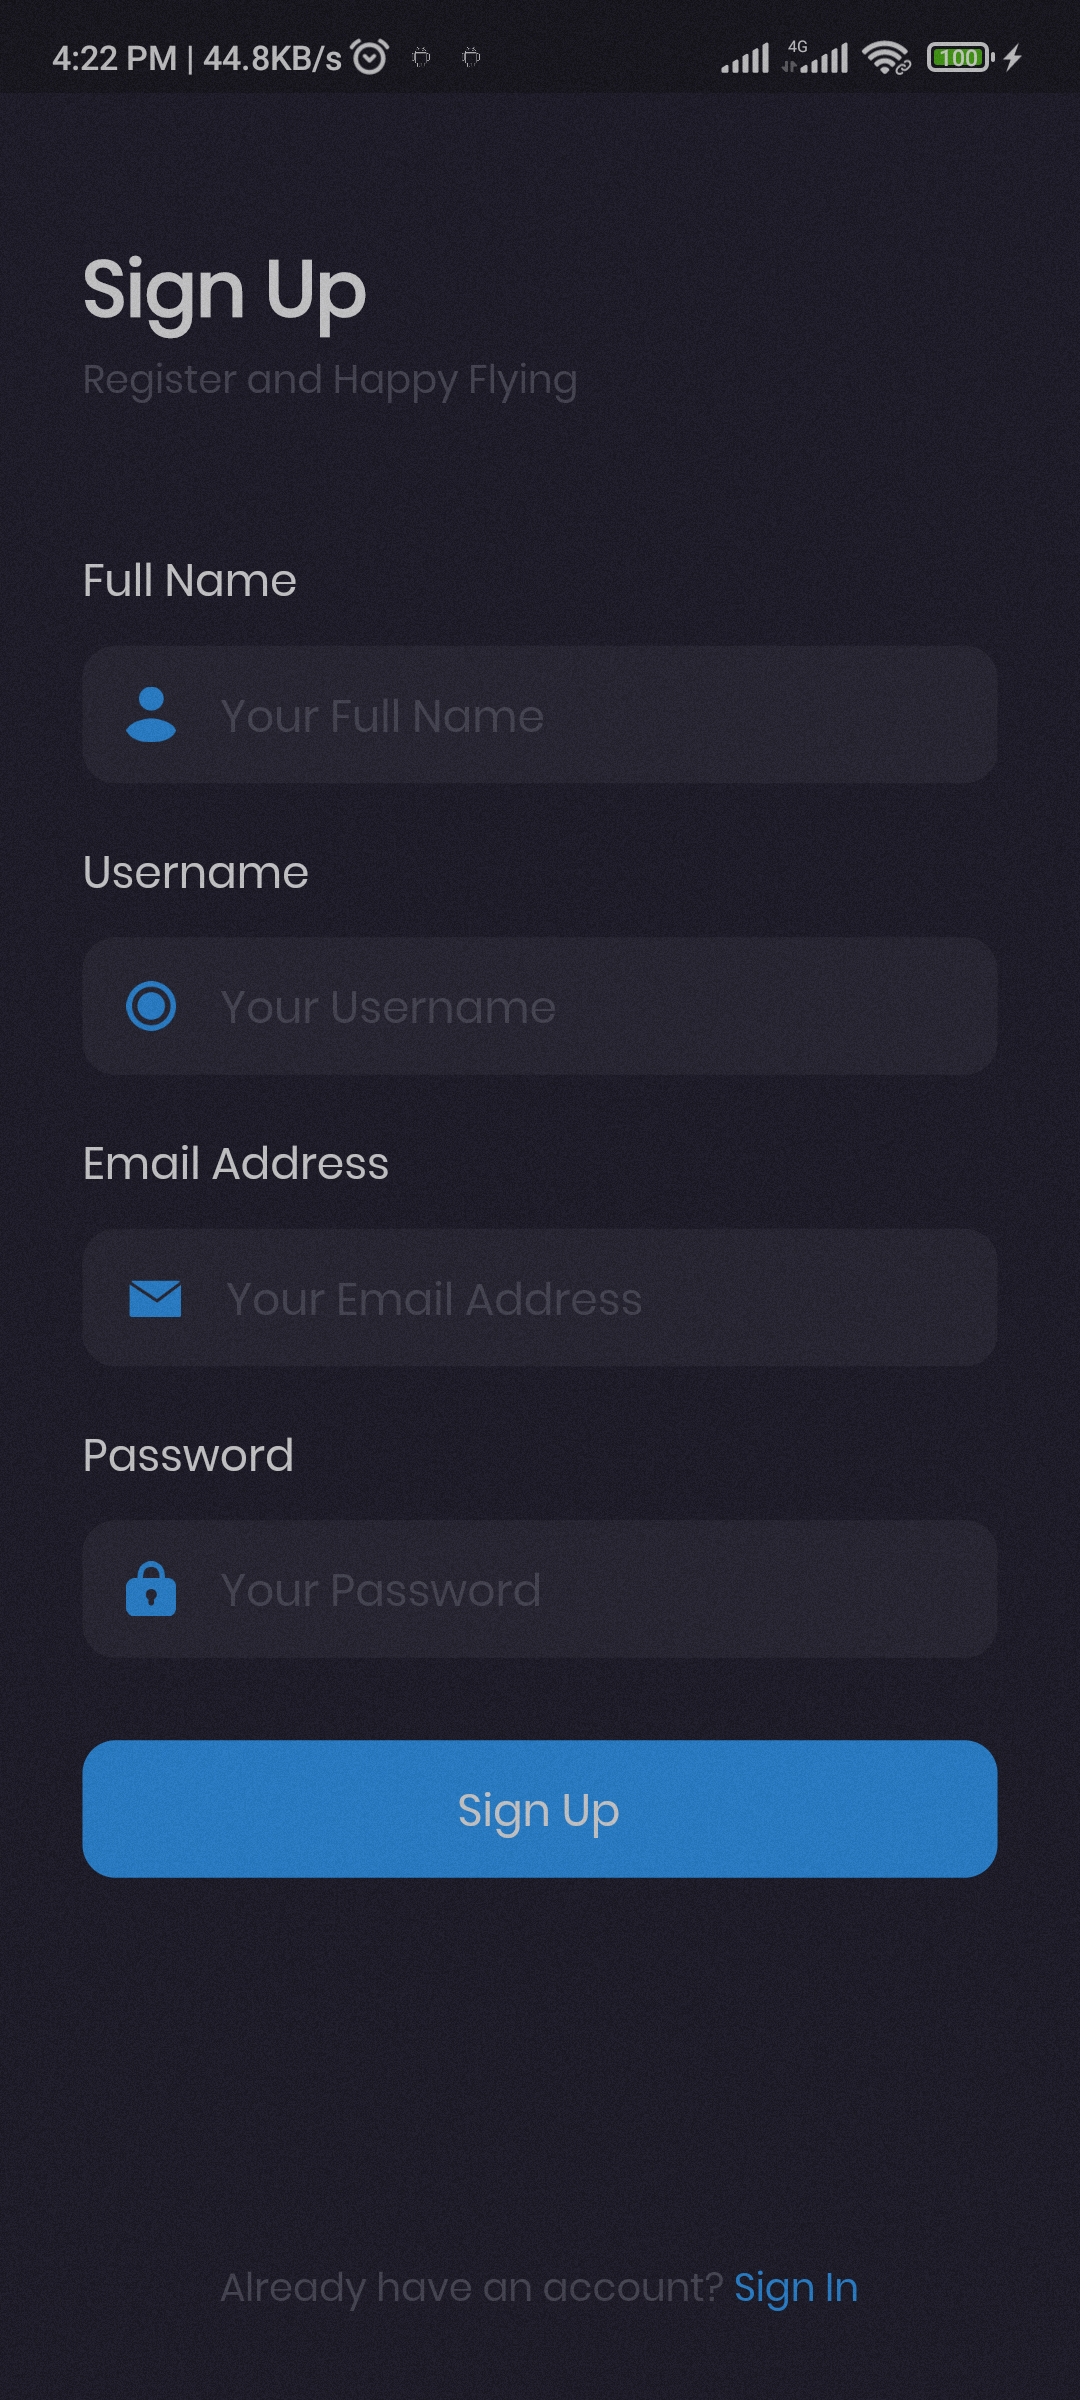 4:22 PM | 44.8KB/s 4G 100
Sign Up
Register and Happy Flying
Full Name
Your Full Name
Username
Your Username
Email Address
Your Email Address
Password
Your Password
Sign Up
Already have an account? Sign In